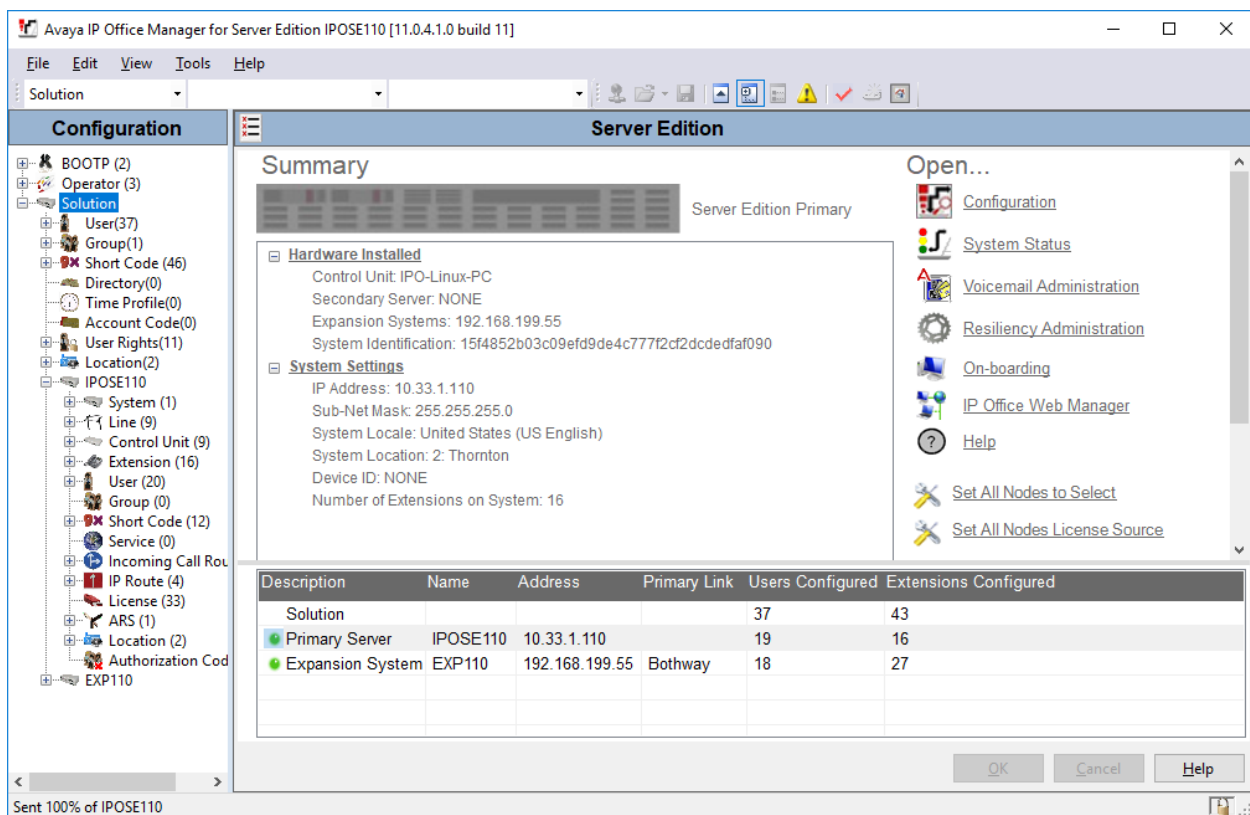 Avaya IP Office Manager for Server Edition IPOSE110 [11.0.4.1.0 build 11]
File Edit View Tools Help
Solution
Configuration
BOOTP (2)
Operator (3)
Solution
User(37)
Group(1)
Short Code (46)
Directory(0)
Time Profile(0)
Account Code(0)
User Rights(11)
Location(2)
IPOSE110
System (1)
Line (9)
Control Unit (9)
Extension (16)
User (20)
Group (0)
Short Code (12)
Service (0)
Incoming Call Rou
IP Route (4)
License (33)
ARS (1)
Location (2)
Authorization Cod
EXP110
Server Edition
Summary
Server Edition Primary
Hardware Installed
Control Unit: IPO-Linux-PC
Secondary Server: NONE
Expansion Systems: 192.168.199.55
System Identification: 15f4852b03c09efd9de4c777f2cf2dcdedfaf090
System Settings
IP Address: 10.33.1.110
Sub-Net Mask: 255.255.255.0
System Locale: United States (US English)
System Location: 2: Thornton
Device ID: NONE
Number of Extensions on System: 16
Open...
Configuration
System Status
Voicemail Administration
Resiliency Administration
On-boarding
IP Office Web Manager
Help
Set All Nodes to Select
Set All Nodes License Source
Description Name Address Primary Link Users Configured Extensions Configured
Solution 37 43
Primary Server IPOSE110 10.33.1.110 19 16
Expansion System EXP110 192.168.199.55 Bothway 18 27
OK Cancel Help
Sent 100% of IPOSE110